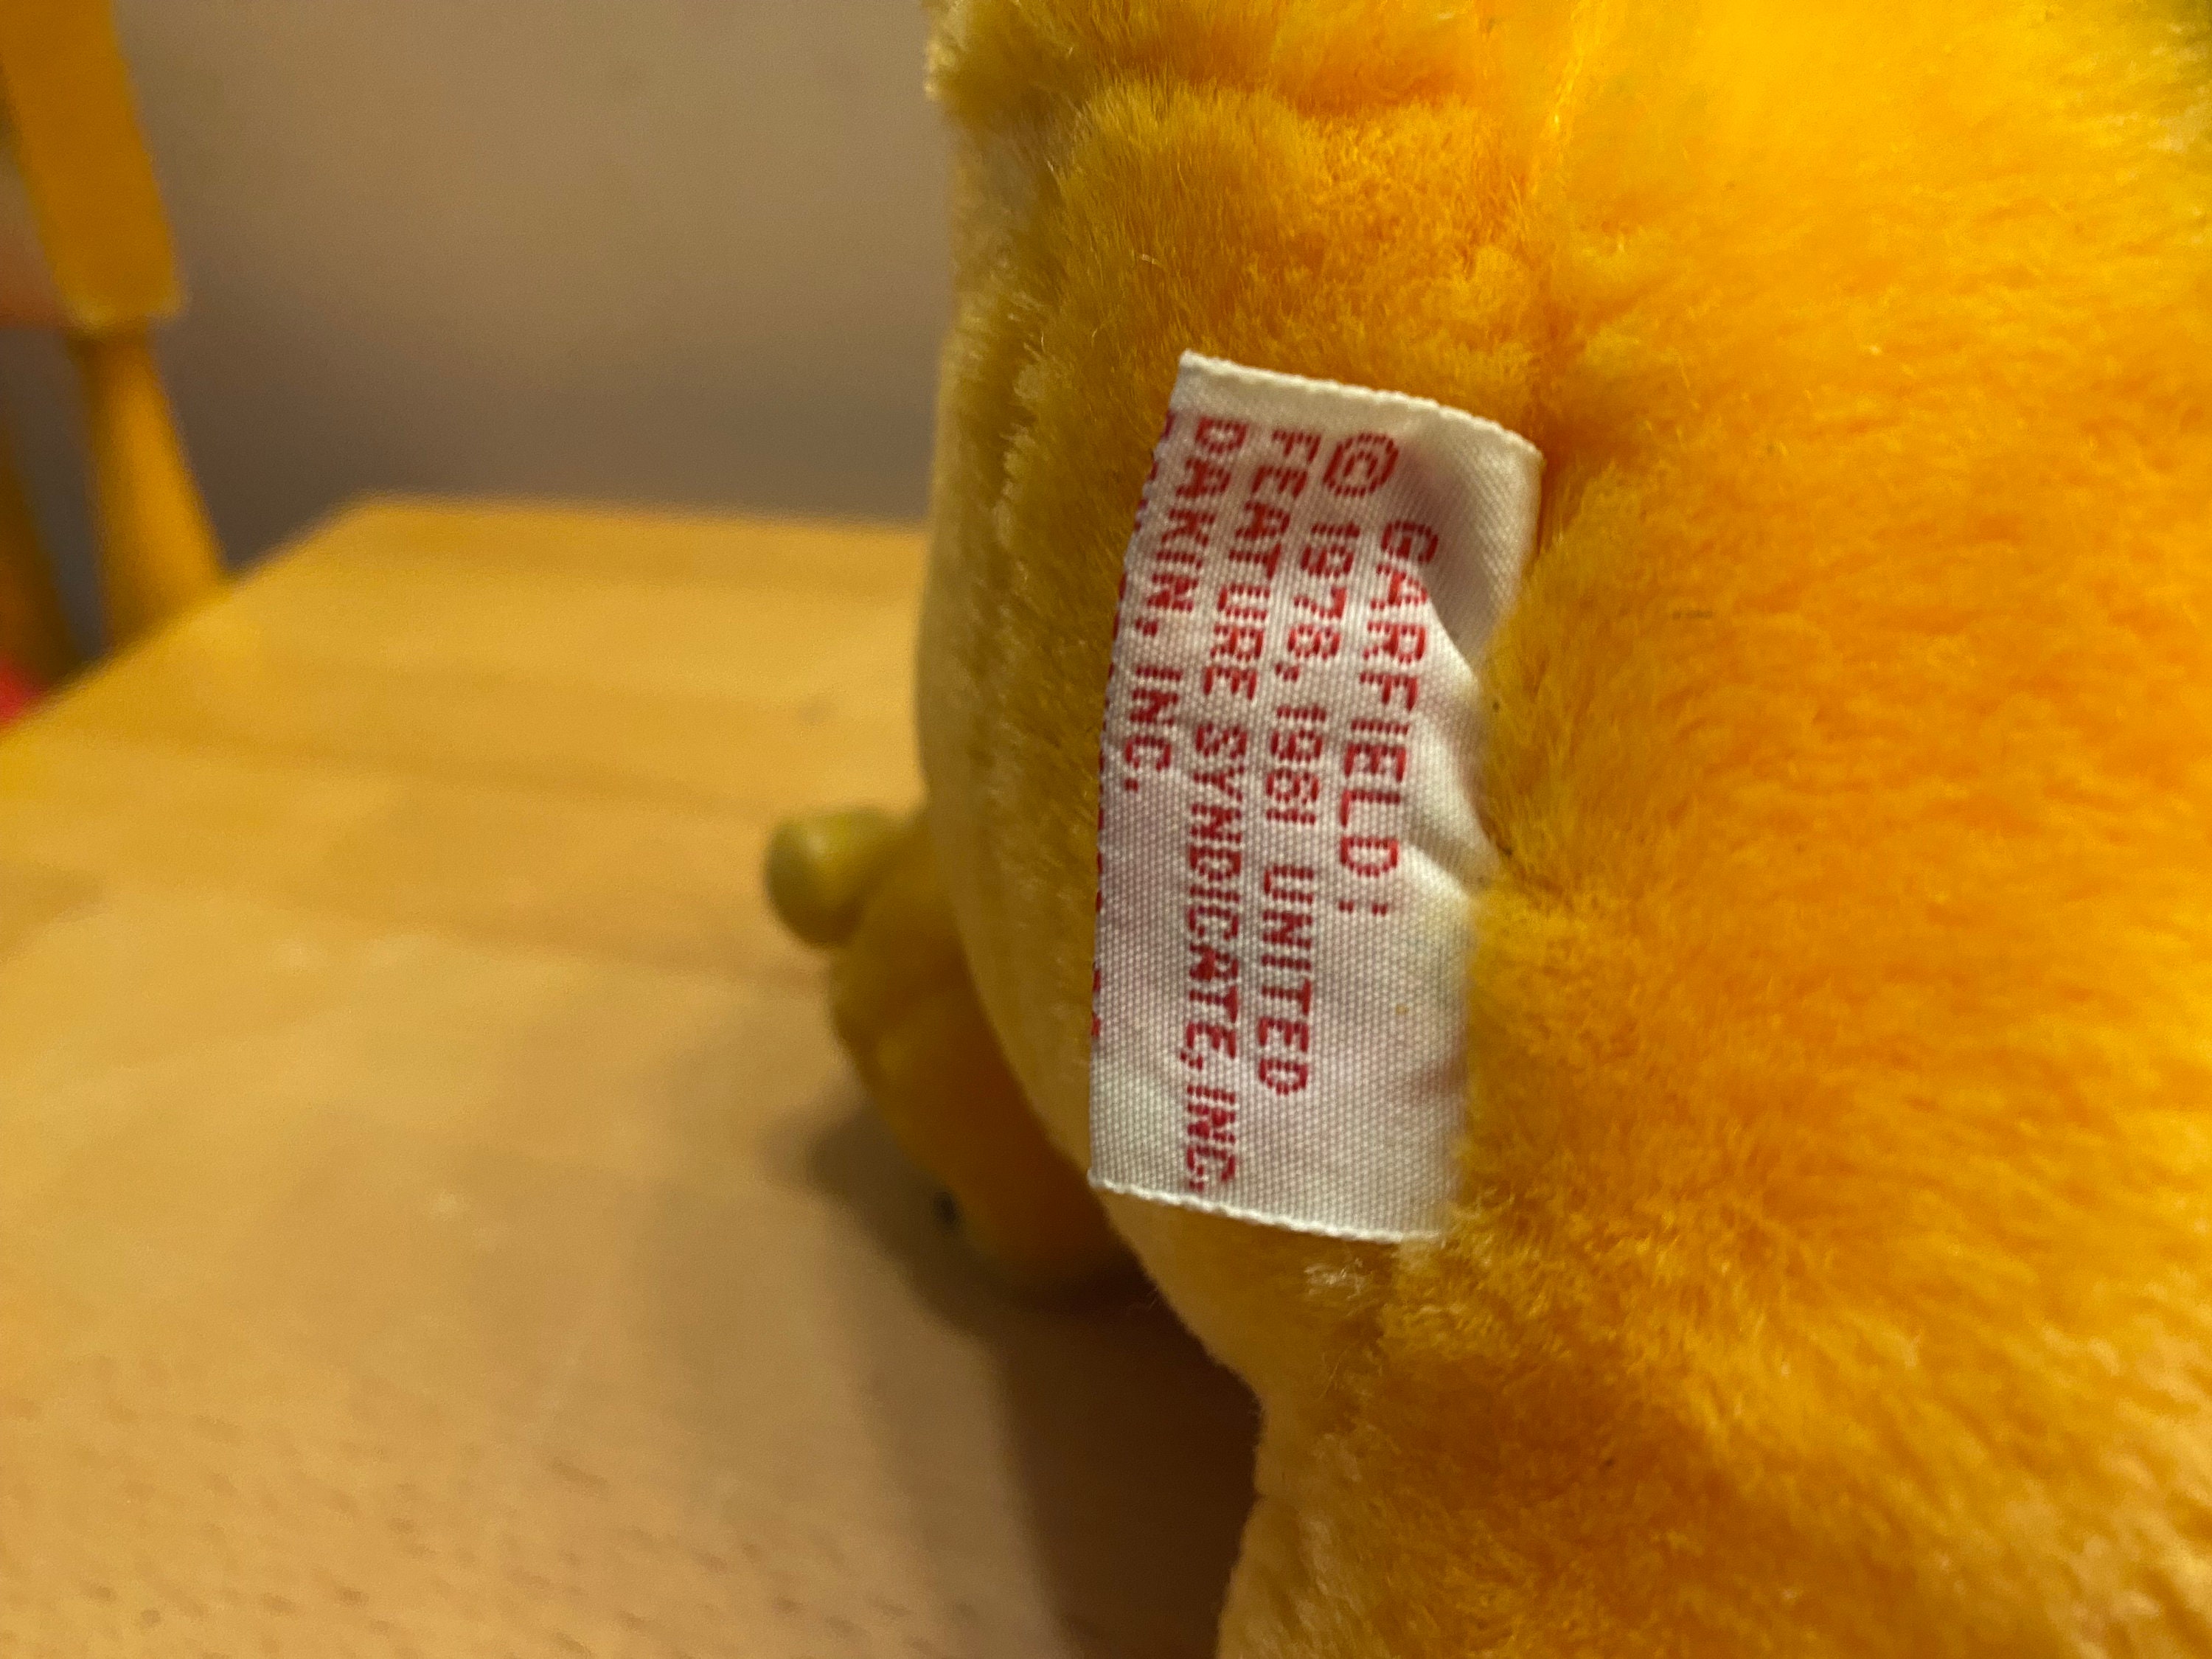 GARFIELD:
© 1978, 1981 UNITED
FEATURE SYNDICATE, INC.
DAKIN, INC.